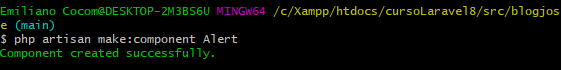 Emiliano Cocom@DESKTOP-2M3BS6U MINGW64 /c/Xampp/htdocs/cursoLaravel8/src/blogjos
e (main)
$ php artisan make:component Alert
Component created successfully.